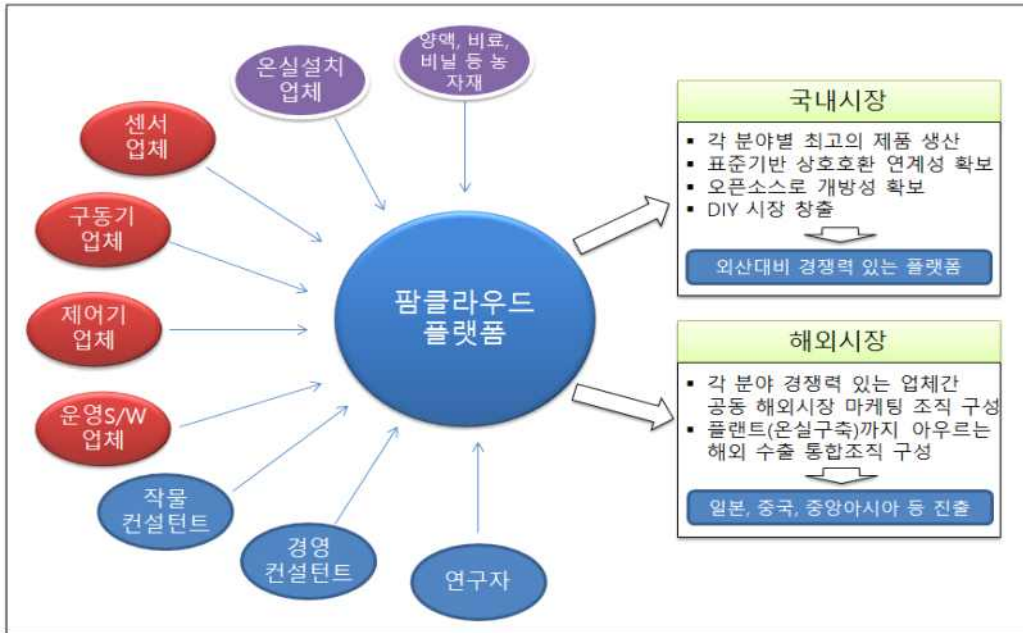 양액, 비료,
비닐 등 농
자재
온실설치
업체
센서
업체
구동기
업체
제어기
업체
운영S/W
업체
작물
컨설턴트
경영
컨설턴트
연구자
팜클라우드
플랫폼
국내시장
▪ 각 분야별 최고의 제품 생산
▪ 표준기반 상호호환 연계성 확보
▪ 오픈소스로 개방성 확보
▪ DIY 시장 창출
외산대비 경쟁력 있는 플랫폼
해외시장
▪ 각 분야 경쟁력 있는 업체간
공동 해외시장 마케팅 조직 구성
▪ 플랜트(온실구축)까지 아우르는
해외 수출 통합조직 구성
일본, 중국, 중앙아시아 등 진출